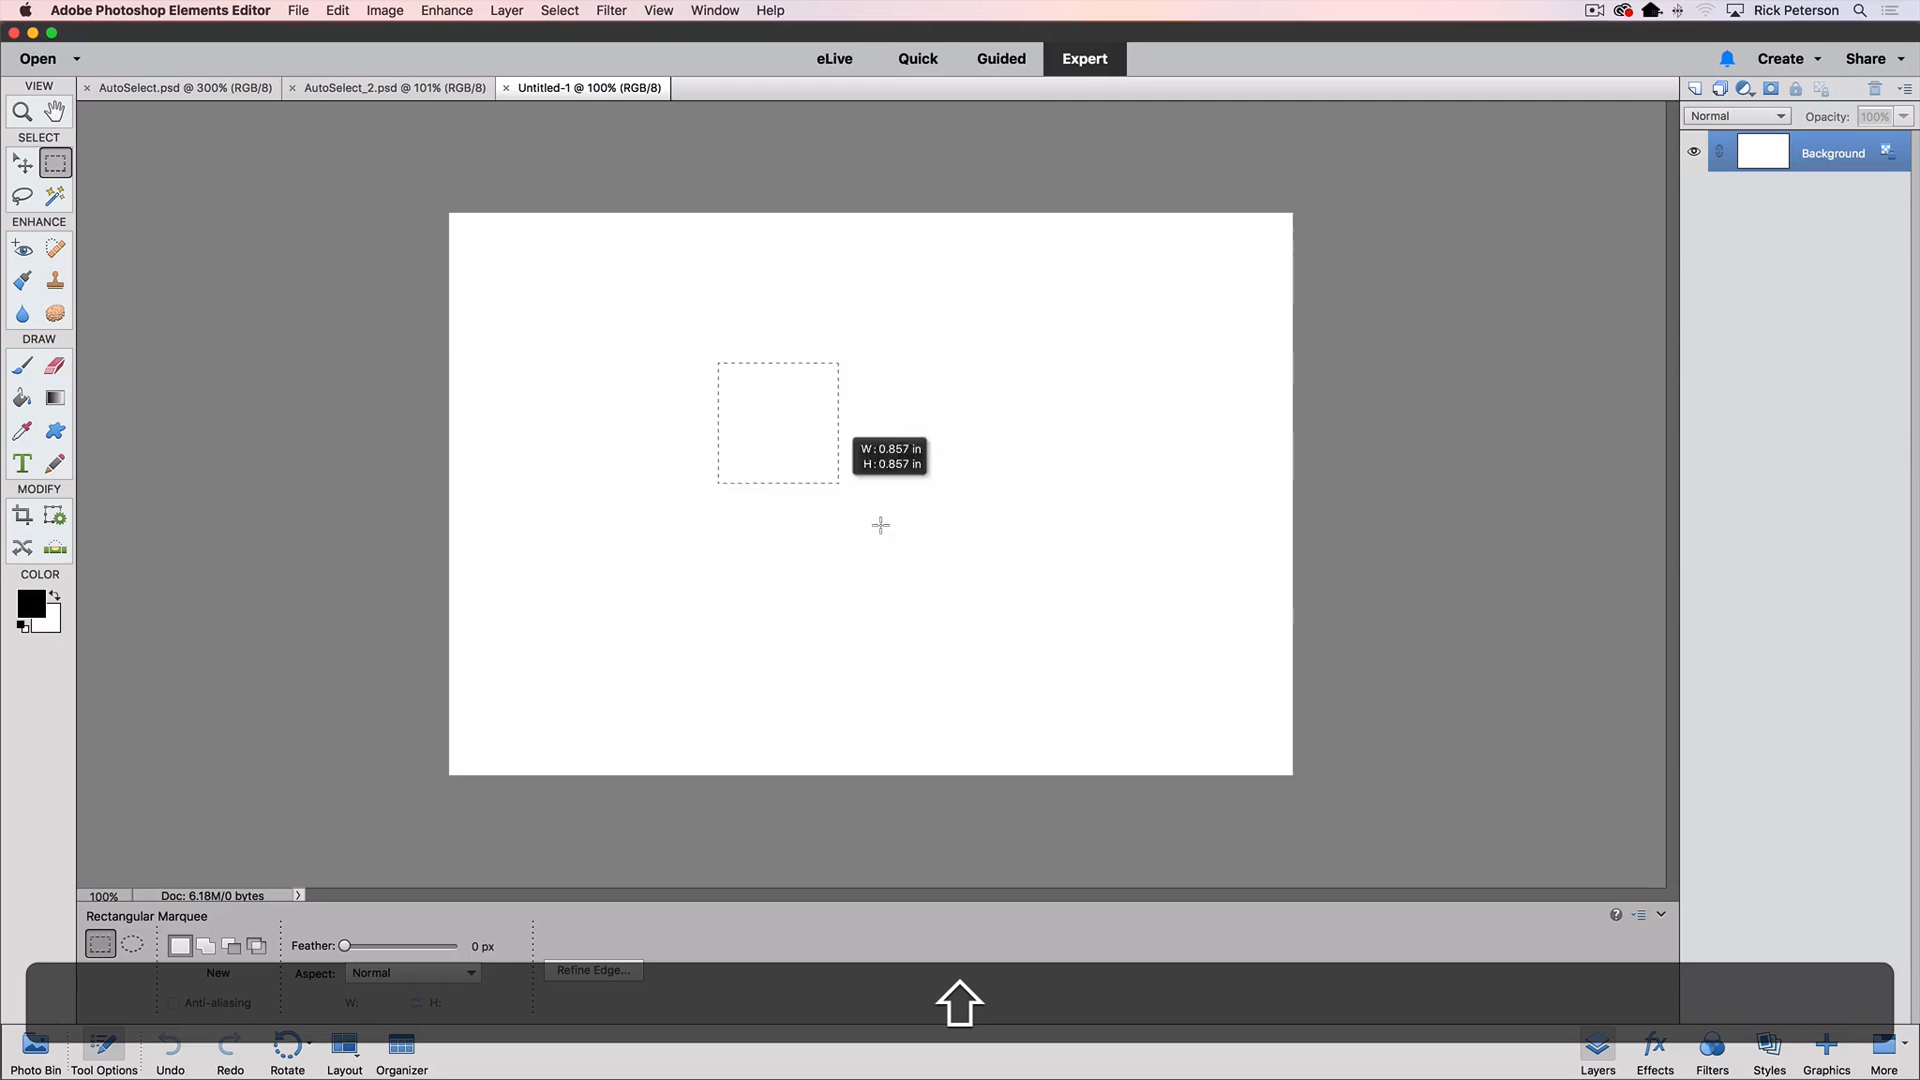 Adobe Photoshop Elements Editor File Edit Image Enhance Layer Select Filter View Window Help Rick Peterson
Open eLive Quick Guided Expert Create Share
AutoSelect.psd @ 300% (RGB/8) AutoSelect_2.psd @ 101% (RGB/8) Untitled-1 @ 100% (RGB/8)
VIEW
SELECT
ENHANCE
DRAW
T
MODIFY
COLOR
Normal Opacity: 100%
Background
W: 0.857 in
H: 0.857 in
100% Doc: 6.18M/0 bytes
Rectangular Marquee
Feather: 0 px
New Aspect: Normal Refine Edge...
Anti-aliasing W: H:
Photo Bin Tool Options Undo Redo Rotate Layout Organizer
fx
Layers Effects Filters Styles Graphics More